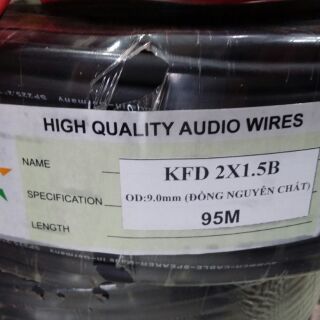 HIGH QUALITY AUDIO WIRES
NAME
KFD 2X1.5B
SPECIFICATION
OD:9.0mm (ĐỒNG NGUYÊN CHẤT)
LENGTH
95M